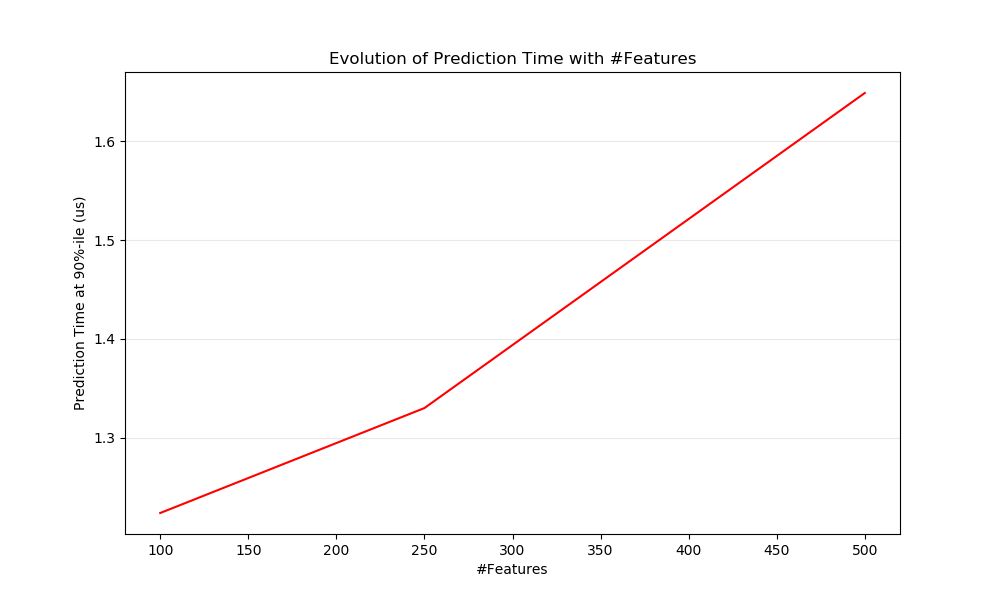 Evolution of Prediction Time with #Features
Prediction Time at 90%-ile (us)
1.6
1.5
1.4
1.3
100 150 200 250 300 350 400 450 500
#Features